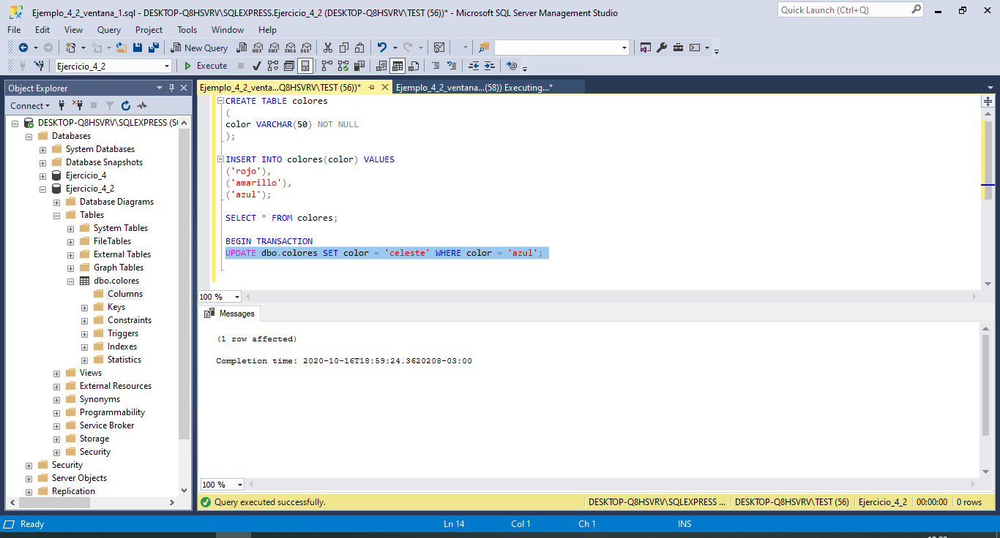 Ejemplo_4_2_ventana_1.sql - DESKTOP-Q8HSVRV\SQLEXPRESS.Ejercicio_4_2 (DESKTOP-Q8HSVRV\TEST (56))* - Microsoft SQL Server Management Studio
Quick Launch (Ctrl+Q)
File Edit View Query Project Tools Window Help
New Query MDX DMX XMLA DAX
Ejercicio_4_2 Execute
Object Explorer
Ejemplo_4_2_venta...Q8HSVRV\TEST (56))* Ejemplo_4_2_ventana...(58)) Executing...*
Connect
DESKTOP-Q8HSVRV\SQLEXPRESS (S
Databases
System Databases
Database Snapshots
Ejercicio_4
Ejercicio_4_2
Database Diagrams
Tables
System Tables
FileTables
External Tables
Graph Tables
dbo.colores
Columns
Keys
Constraints
Triggers
Indexes
Statistics
Views
External Resources
Synonyms
Programmability
Service Broker
Storage
Security
Security
Server Objects
Replication
CREATE TABLE colores
(
color VARCHAR(50) NOT NULL
);
INSERT INTO colores(color) VALUES
('rojo'),
('amarillo'),
('azul');
SELECT * FROM colores;
BEGIN TRANSACTION
UPDATE dbo.colores SET color = 'celeste' WHERE color = 'azul';
100 %
Messages
(1 row affected)
Completion time: 2020-10-16T18:59:24.3620208-03:00
100 %
Query executed successfully. DESKTOP-Q8HSVRV\SQLEXPRESS ... DESKTOP-Q8HSVRV\TEST (56) Ejercicio_4_2 00:00:00 0 rows
Ready Ln 14 Col 1 Ch 1 INS